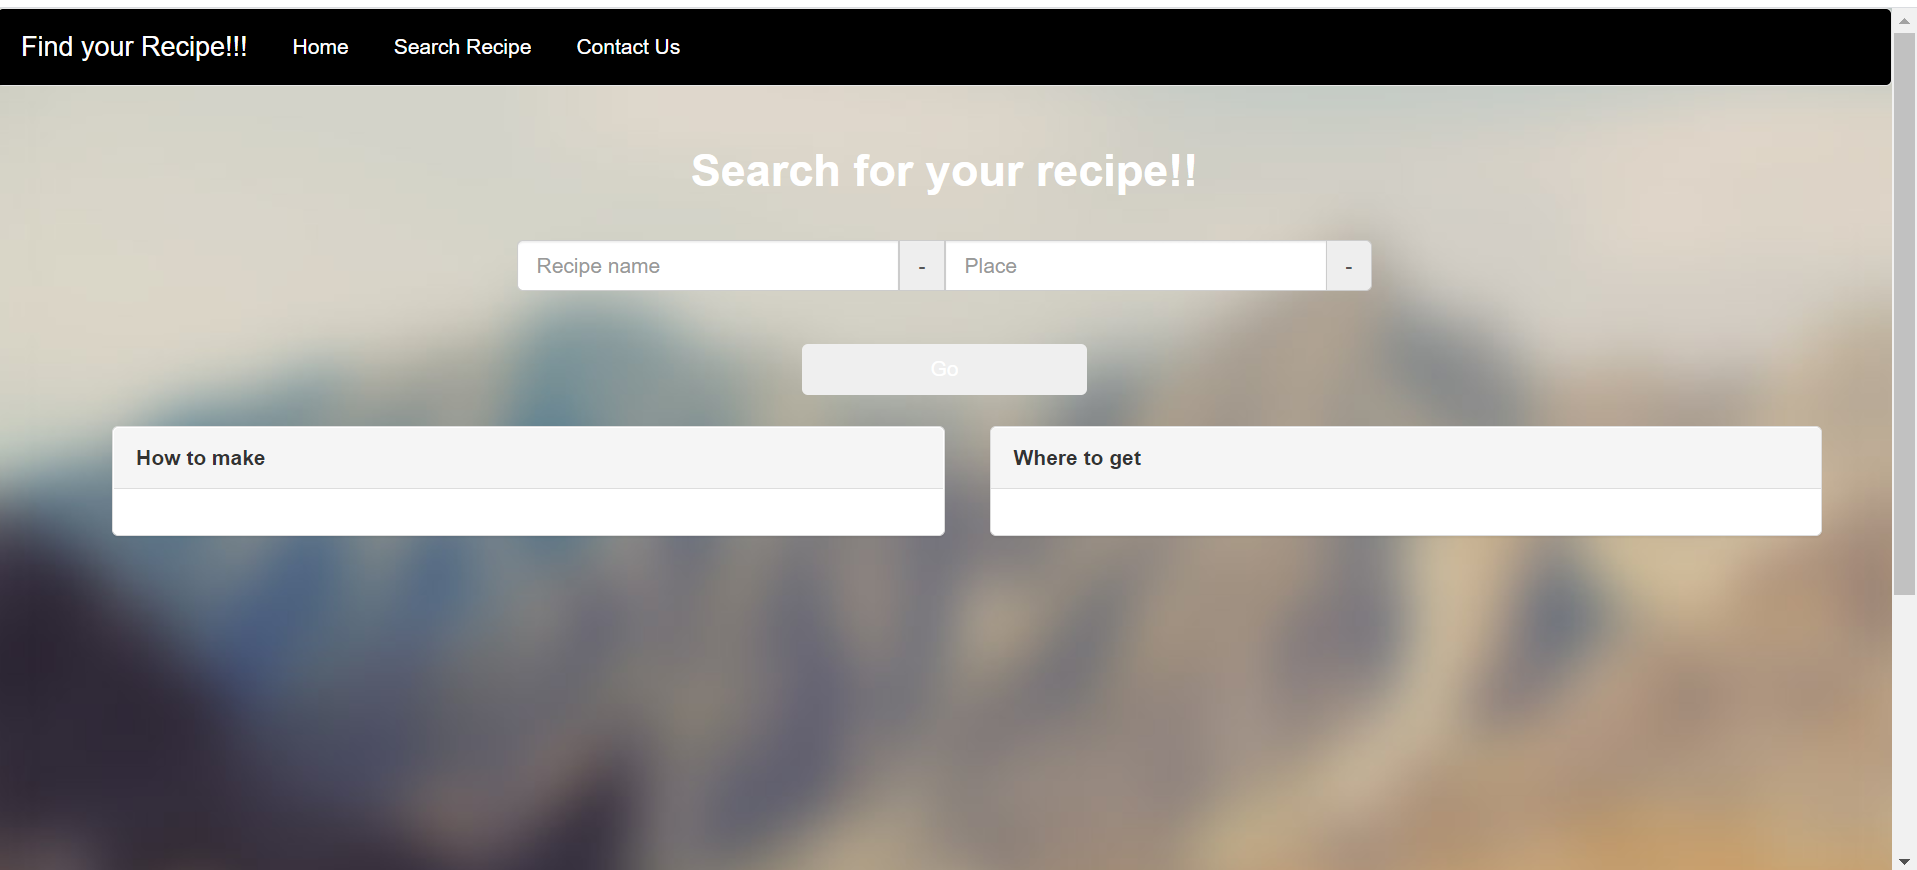 Find your Recipe!!! Home Search Recipe Contact Us
Search for your recipe!!
Recipe name - Place -
Go
How to make Where to get